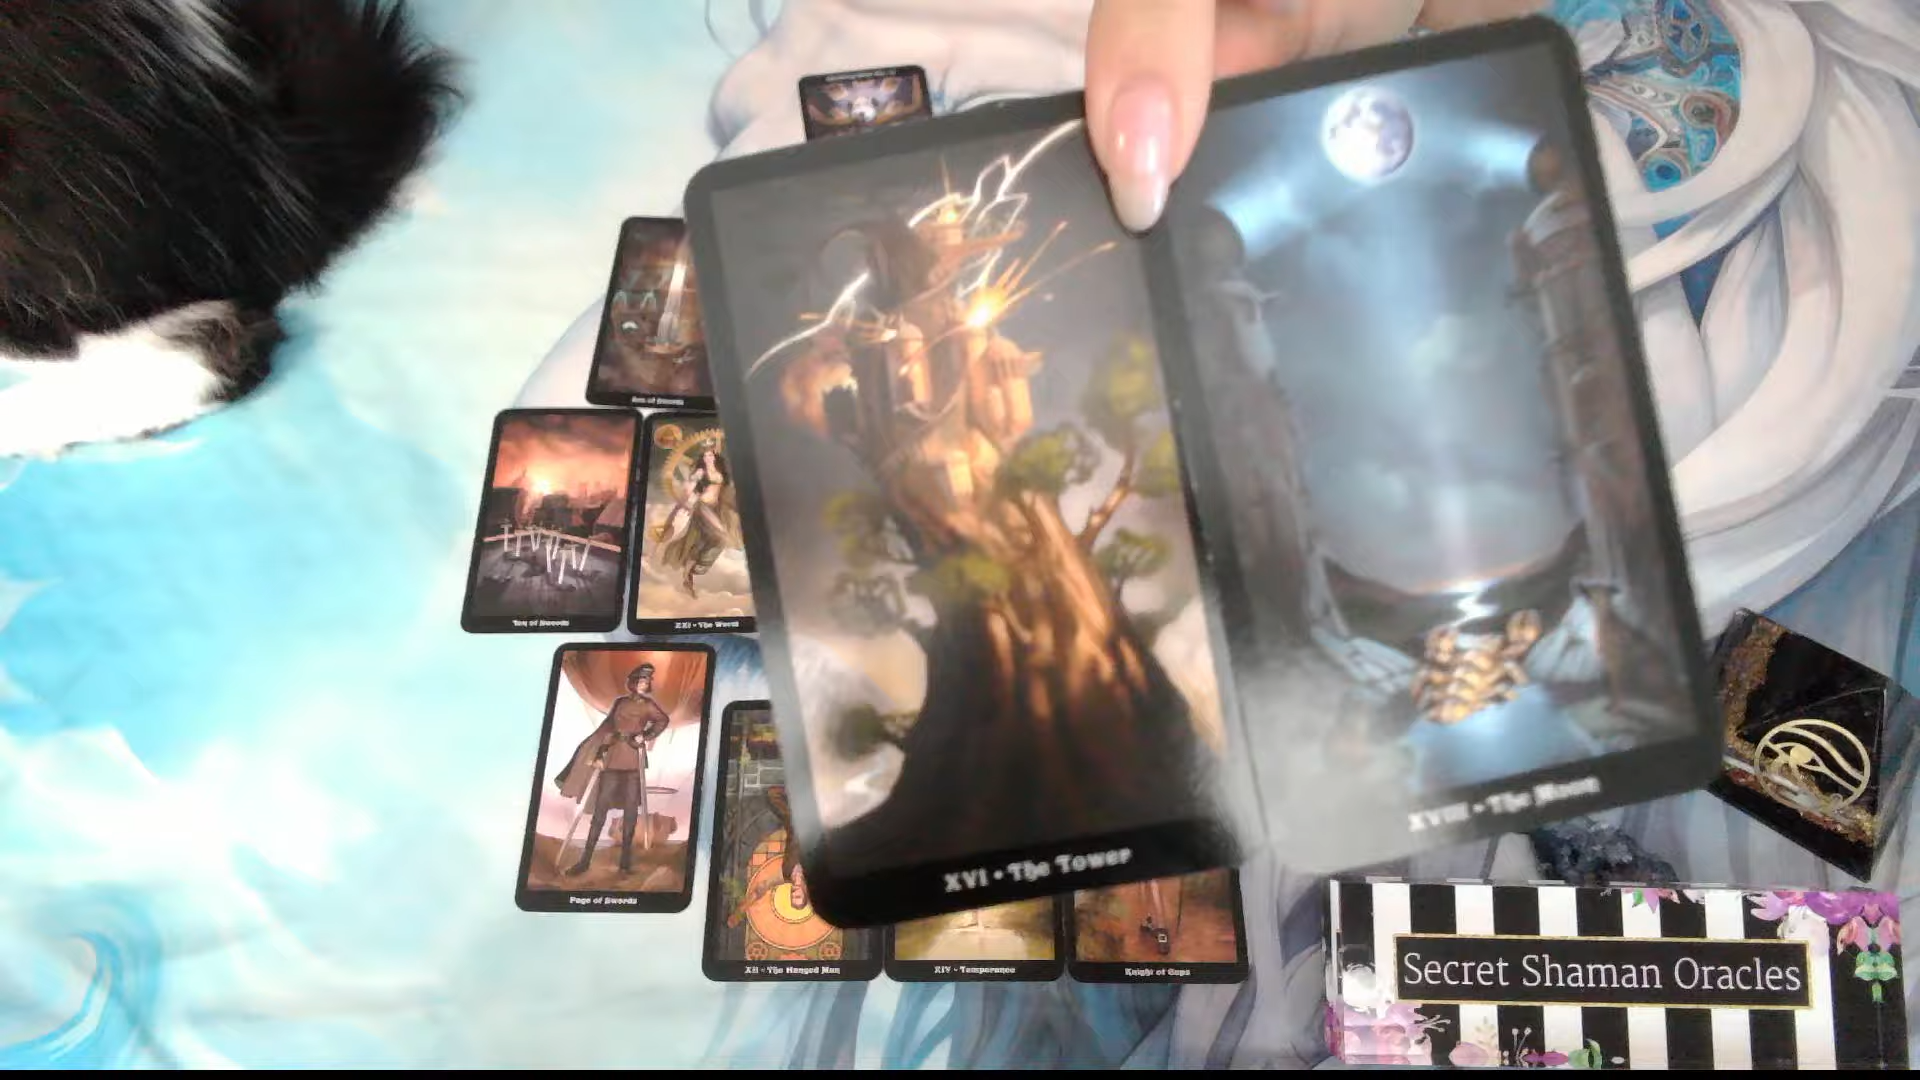 Ace of Swords
Ten of Swords
XXI • The World
Page of Swords
XVI • The Tower
XVIII • The Moon
XII • The Hanged Man
XIV • Temperance
Knight of Cups
Secret Shaman Oracles